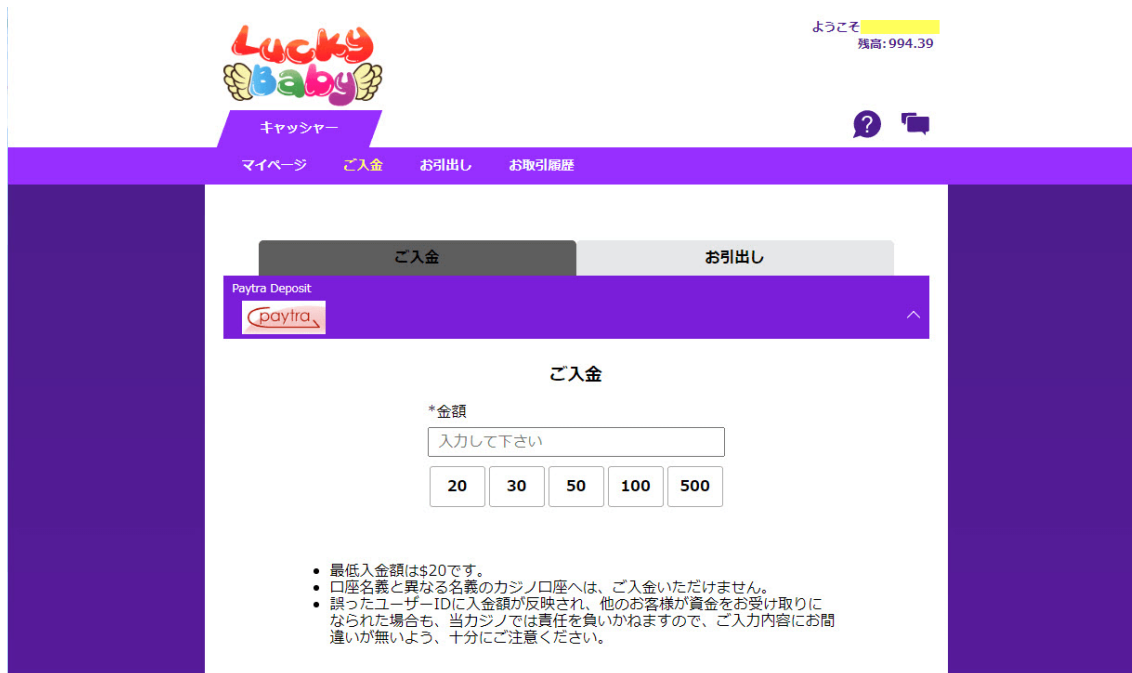 Lucky
Baby
ようこそ
残高: 994.39
キャッシャー
マイページ ご入金 お引出し お取引履歴
ご入金 お引出し
Paytra Deposit
paytra
ご入金
*金額
入力して下さい
20 30 50 100 500
• 最低入金額は$20です。
• 口座名義と異なる名義のカジノ口座へは、ご入金いただけません。
• 誤ったユーザーIDに入金額が反映され、他のお客様が資金をお受け取りに
なられた場合も、当カジノでは責任を負いかねますので、ご入力内容にお間
違いが無いよう、十分にご注意ください。